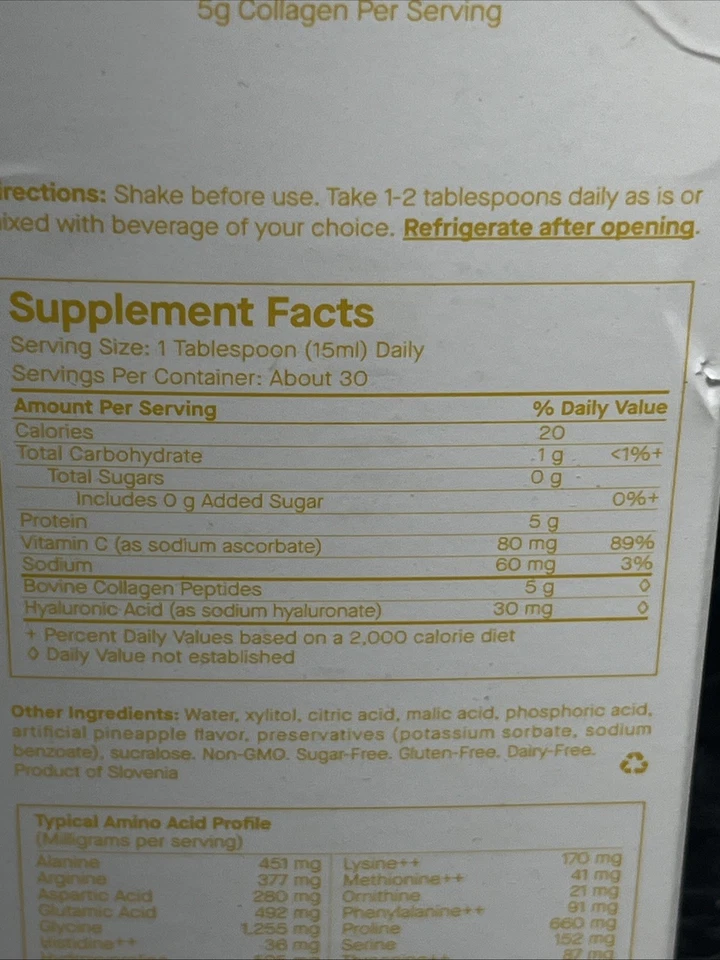 5g Collagen Per Serving
irections: Shake before use. Take 1-2 tablespoons daily as is or
ixed with beverage of your choice. Refrigerate after opening.
Supplement Facts
Serving Size: 1 Tablespoon (15ml) Daily
Servings Per Container: About 30
Amount Per Serving % Daily Value
Calories 20
Total Carbohydrate 1 g <1%+
Total Sugars 0 g
Includes 0 g Added Sugar 0%+
Protein 5 g
Vitamin C (as sodium ascorbate) 80 mg 89%
Sodium 60 mg 3%
Bovine Collagen Peptides 5 g ◊
Hyaluronic Acid (as sodium hyaluronate) 30 mg ◊
+ Percent Daily Values based on a 2,000 calorie diet
◊ Daily Value not established
Other Ingredients: Water, xylitol, citric acid, malic acid, phosphoric acid,
artificial pineapple flavor, preservatives (potassium sorbate, sodium
benzoate), sucralose. Non-GMO. Sugar-Free. Gluten-Free. Dairy-Free.
Product of Slovenia
Typical Amino Acid Profile
(Milligrams per serving)
Alanine 451 mg Lysine++ 170 mg
Arginine 377 mg Methionine++ 41 mg
Aspartic Acid 280 mg Ornithine 21 mg
Glutamic Acid 492 mg Phenylalanine++ 91 mg
Glycine 1,255 mg Proline 660 mg
Histidine++ 36 mg Serine 152 mg
87 mg